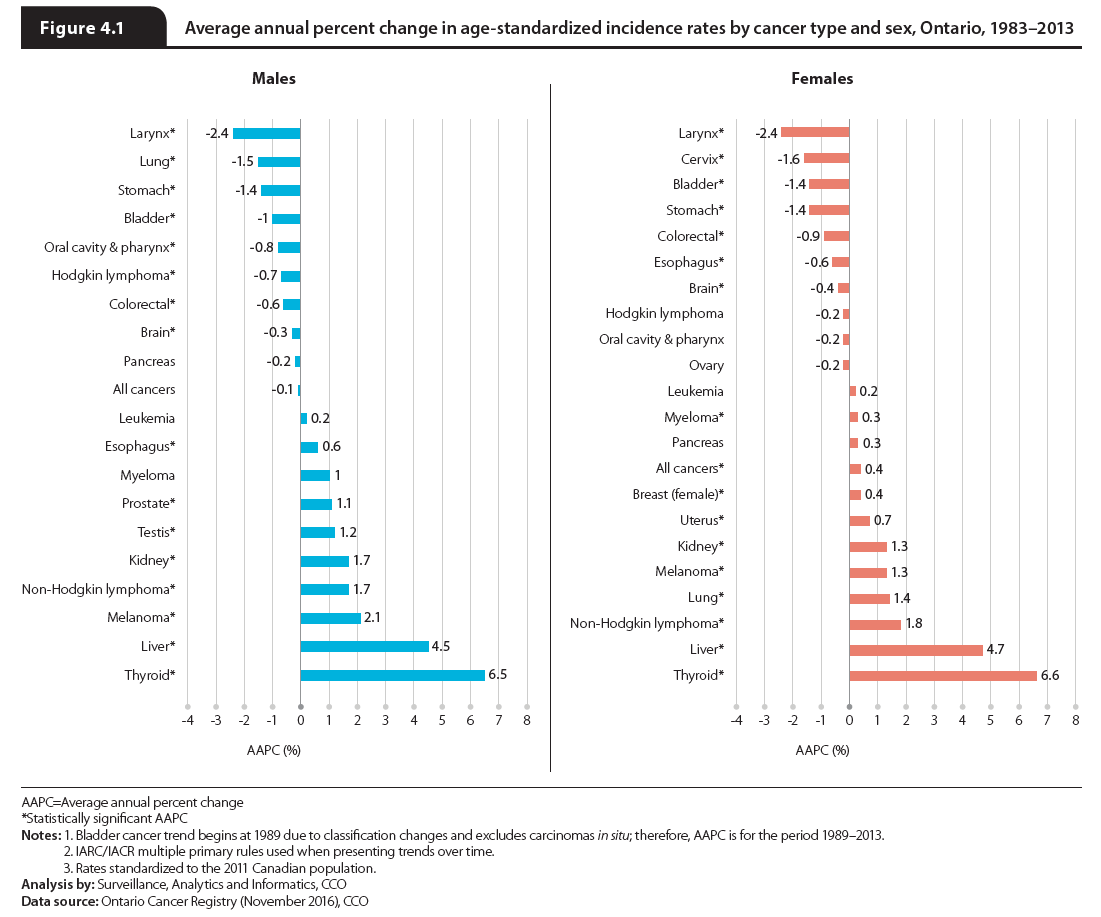 Figure 4.1 Average annual percent change in age-standardized incidence rates by cancer type and sex, Ontario, 1983–2013
Males
Larynx* -2.4
Lung* -1.5
Stomach* -1.4
Bladder* -1
Oral cavity & pharynx* -0.8
Hodgkin lymphoma* -0.7
Colorectal* -0.6
Brain* -0.3
Pancreas -0.2
All cancers -0.1
Leukemia 0.2
Esophagus* 0.6
Myeloma 1
Prostate* 1.1
Testis* 1.2
Kidney* 1.7
Non-Hodgkin lymphoma* 1.7
Melanoma* 2.1
Liver* 4.5
Thyroid* 6.5
-4 -3 -2 -1 0 1 2 3 4 5 6 7 8
AAPC (%)
Females
Larynx* -2.4
Cervix* -1.6
Bladder* -1.4
Stomach* -1.4
Colorectal* -0.9
Esophagus* -0.6
Brain* -0.4
Hodgkin lymphoma -0.2
Oral cavity & pharynx -0.2
Ovary -0.2
Leukemia 0.2
Myeloma* 0.3
Pancreas 0.3
All cancers* 0.4
Breast (female)* 0.4
Uterus* 0.7
Kidney* 1.3
Melanoma* 1.3
Lung* 1.4
Non-Hodgkin lymphoma* 1.8
Liver* 4.7
Thyroid* 6.6
-4 -3 -2 -1 0 1 2 3 4 5 6 7 8
AAPC (%)
AAPC=Average annual percent change
*Statistically significant AAPC
Notes: 1. Bladder cancer trend begins at 1989 due to classification changes and excludes carcinomas in situ; therefore, AAPC is for the period 1989–2013.
2. IARC/IACR multiple primary rules used when presenting trends over time.
3. Rates standardized to the 2011 Canadian population.
Analysis by: Surveillance, Analytics and Informatics, CCO
Data source: Ontario Cancer Registry (November 2016), CCO